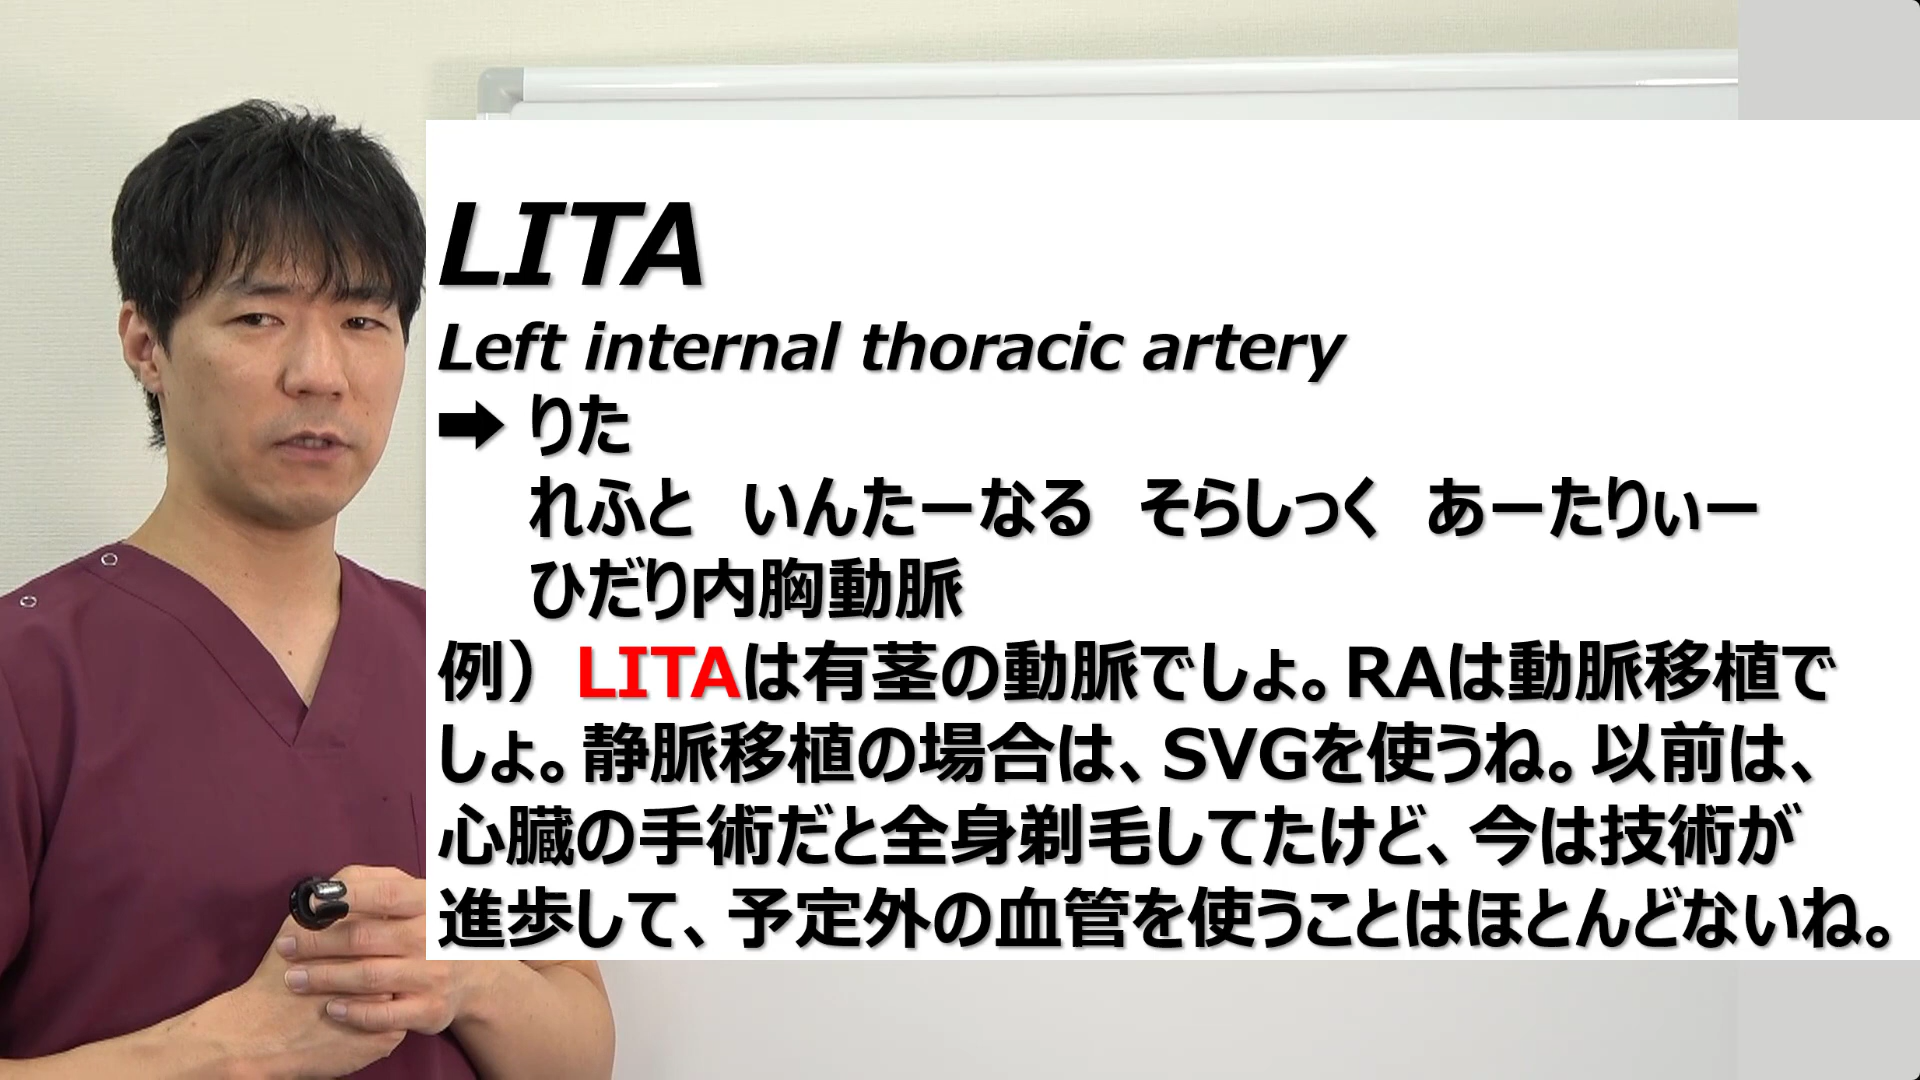 LITA
Left internal thoracic artery
➡ りた
れふと　いんたーなる　そらしっく　あーたりぃー
ひだり内胸動脈
例）LITAは有茎の動脈でしょ。RAは動脈移植で
しょ。静脈移植の場合は、SVGを使うね。以前は、
心臓の手術だと全身剃毛してたけど、今は技術が
進歩して、予定外の血管を使うことはほとんどないね。